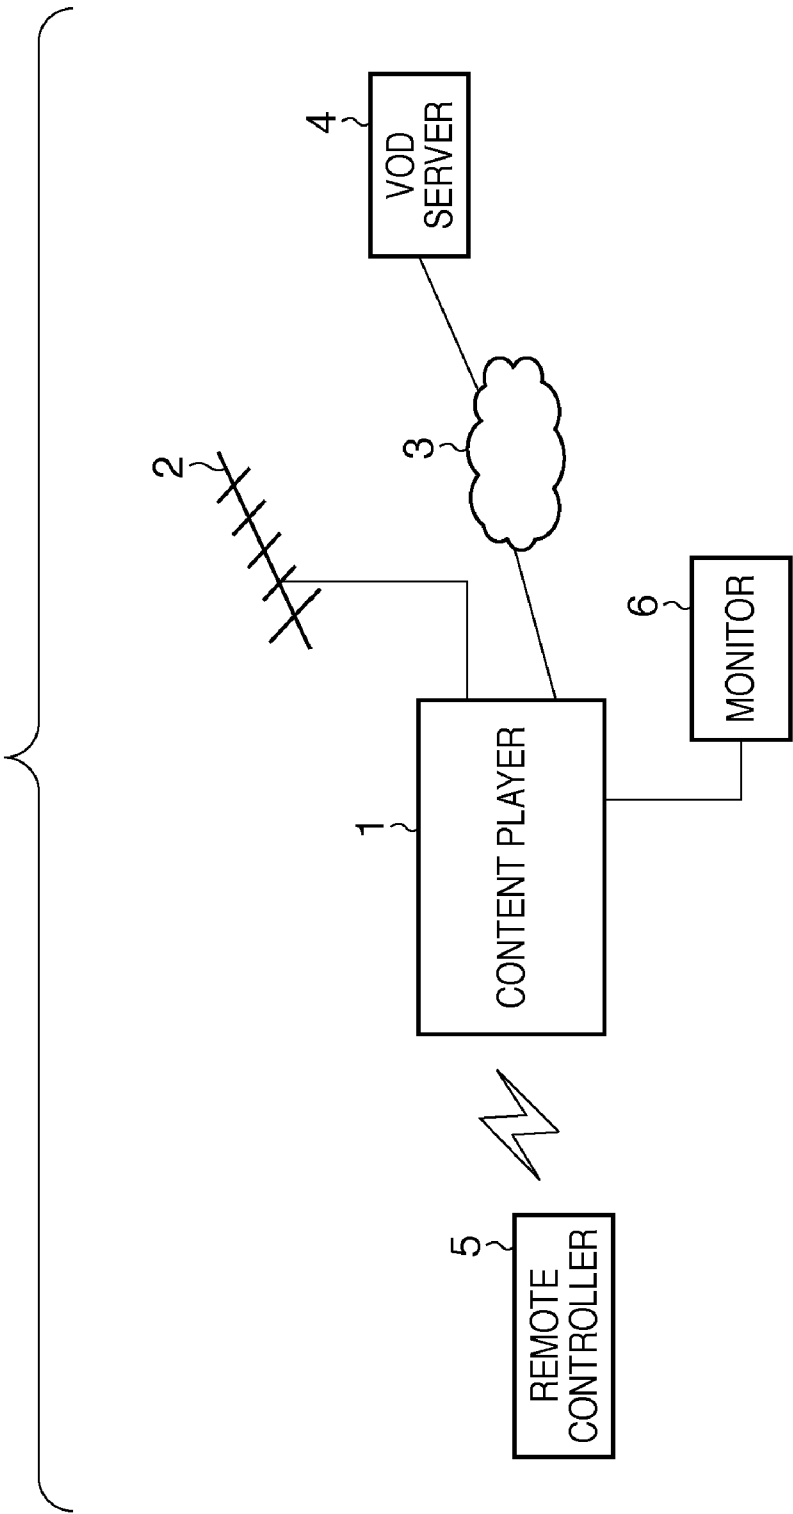 2
4
VOD
SERVER
3
1
CONTENT PLAYER
5
REMOTE
CONTROLLER
6
MONITOR